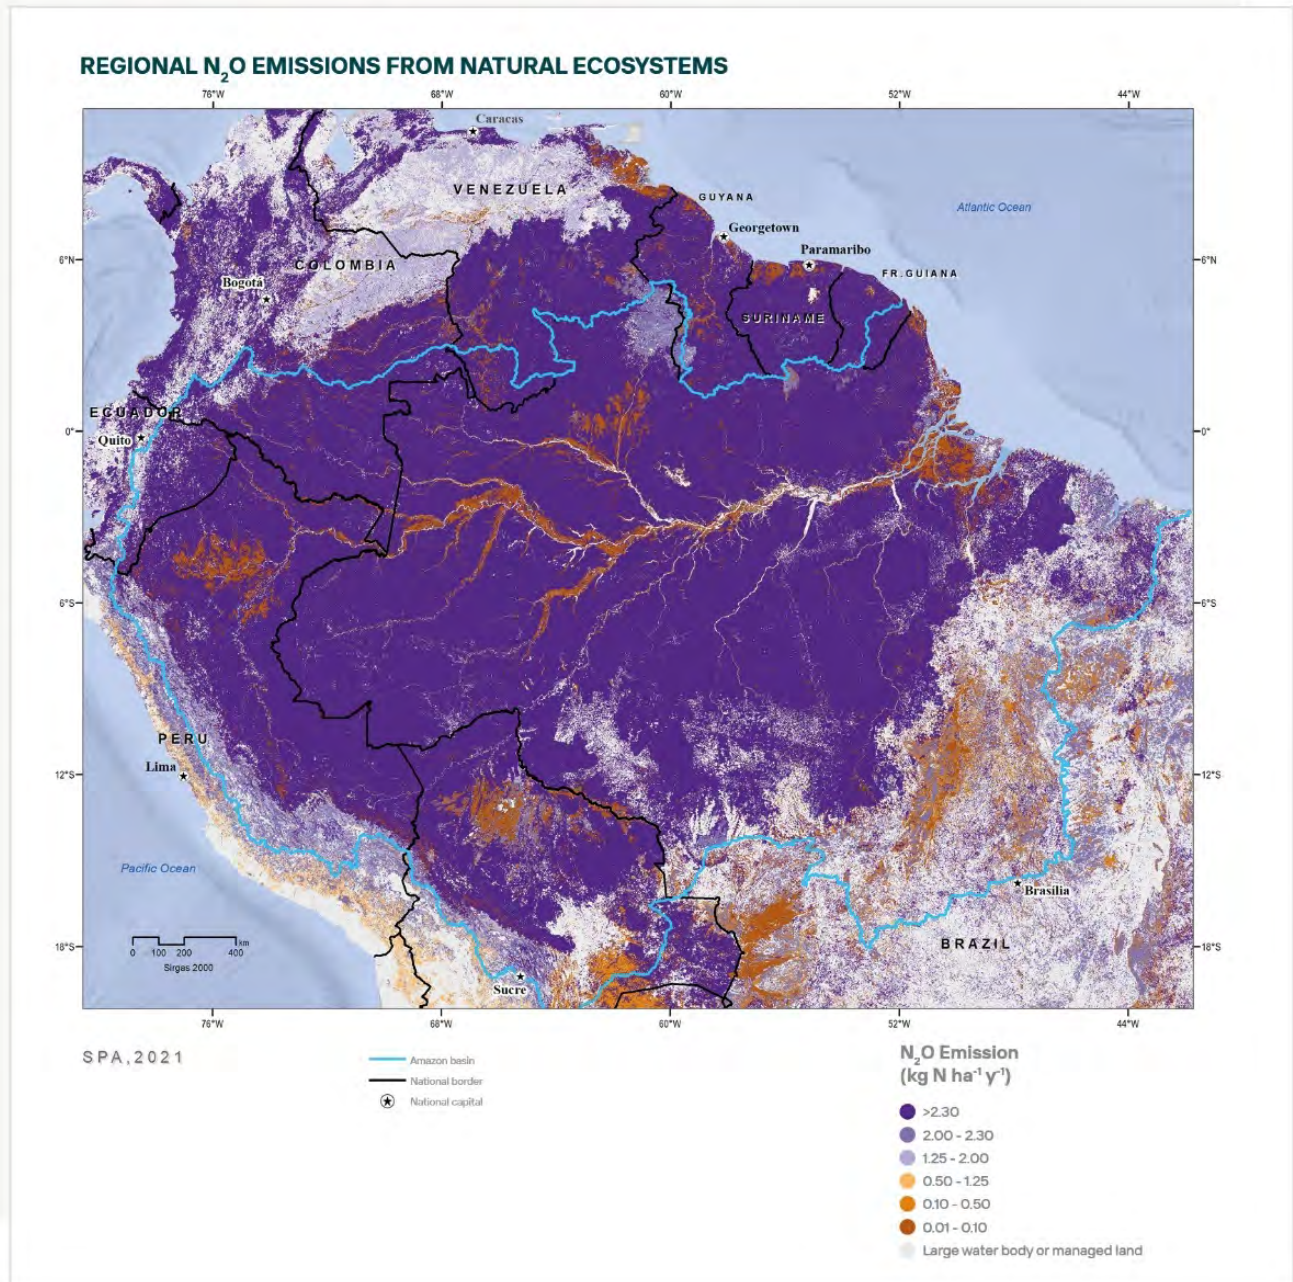 REGIONAL N₂O EMISSIONS FROM NATURAL ECOSYSTEMS
76°W 68°W 60°W 52°W 44°W
Caracas
VENEZUELA
GUYANA
Atlantic Ocean
Georgetown
Paramaribo
6°N 6°N
COLOMBIA
FR.GUIANA
Bogotá
SURINAME
ECUADOR
0° 0°
Quito
6°S 6°S
PERU
Lima
12°S 12°S
Pacific Ocean
Brasília
BRAZIL
18°S 18°S
km
0 100 200 400
Sirgas 2000
Sucre
76°W 68°W 60°W 52°W 44°W
SPA,2021
Amazon basin
National border
National capital
N₂O Emission
(kg N ha⁻¹ y⁻¹)
>2.30
2.00 - 2.30
1.25 - 2.00
0.50 - 1.25
0.10 - 0.50
0.01 - 0.10
Large water body or managed land